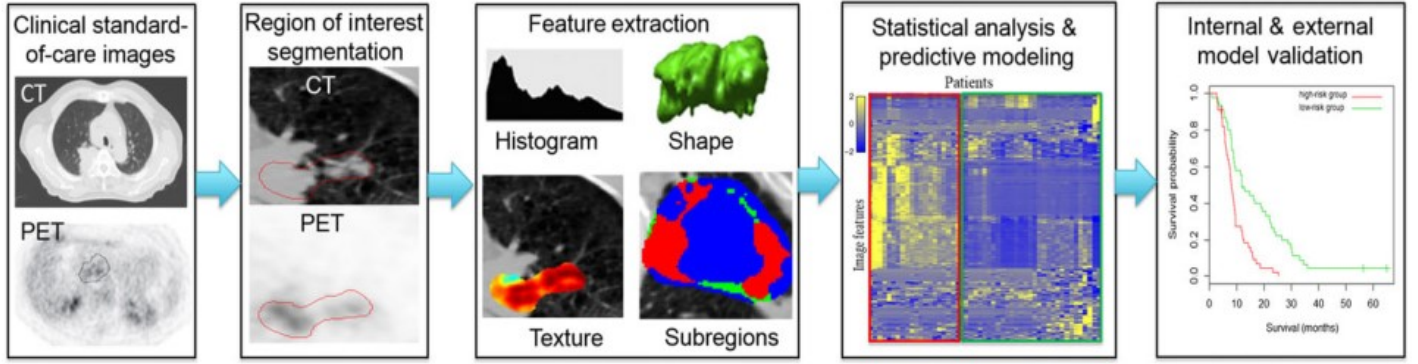 Clinical standard-
of-care images
CT
PET
Region of interest
segmentation
CT
PET
Feature extraction
Histogram
Shape
Texture
Subregions
Statistical analysis &
predictive modeling
Patients
2
0
−2
Image features
Internal & external
model validation
high-risk group
low-risk group
Survival probability
1.0
0.8
0.6
0.4
0.2
0.0
0 10 20 30 40 50 60
Survival (months)